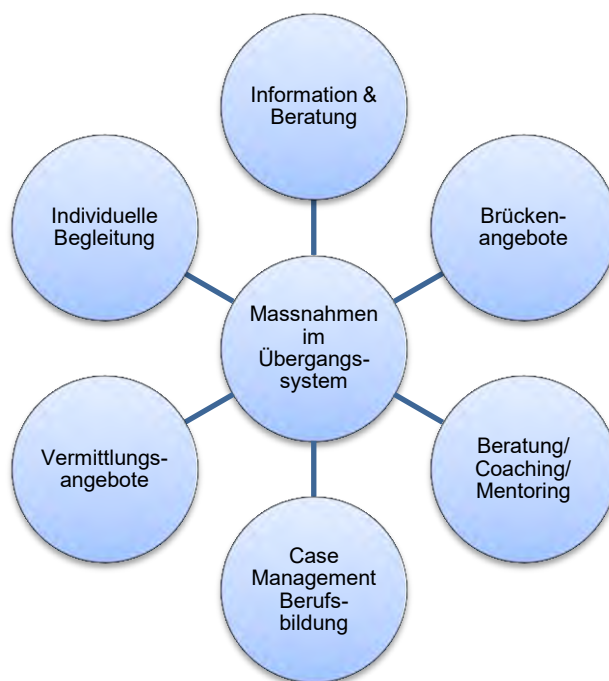 Information &
Beratung
Individuelle
Begleitung
Brücken-
angebote
Massnahmen
im
Übergangs-
system
Vermittlungs-
angebote
Beratung/
Coaching/
Mentoring
Case
Management
Berufs-
bildung